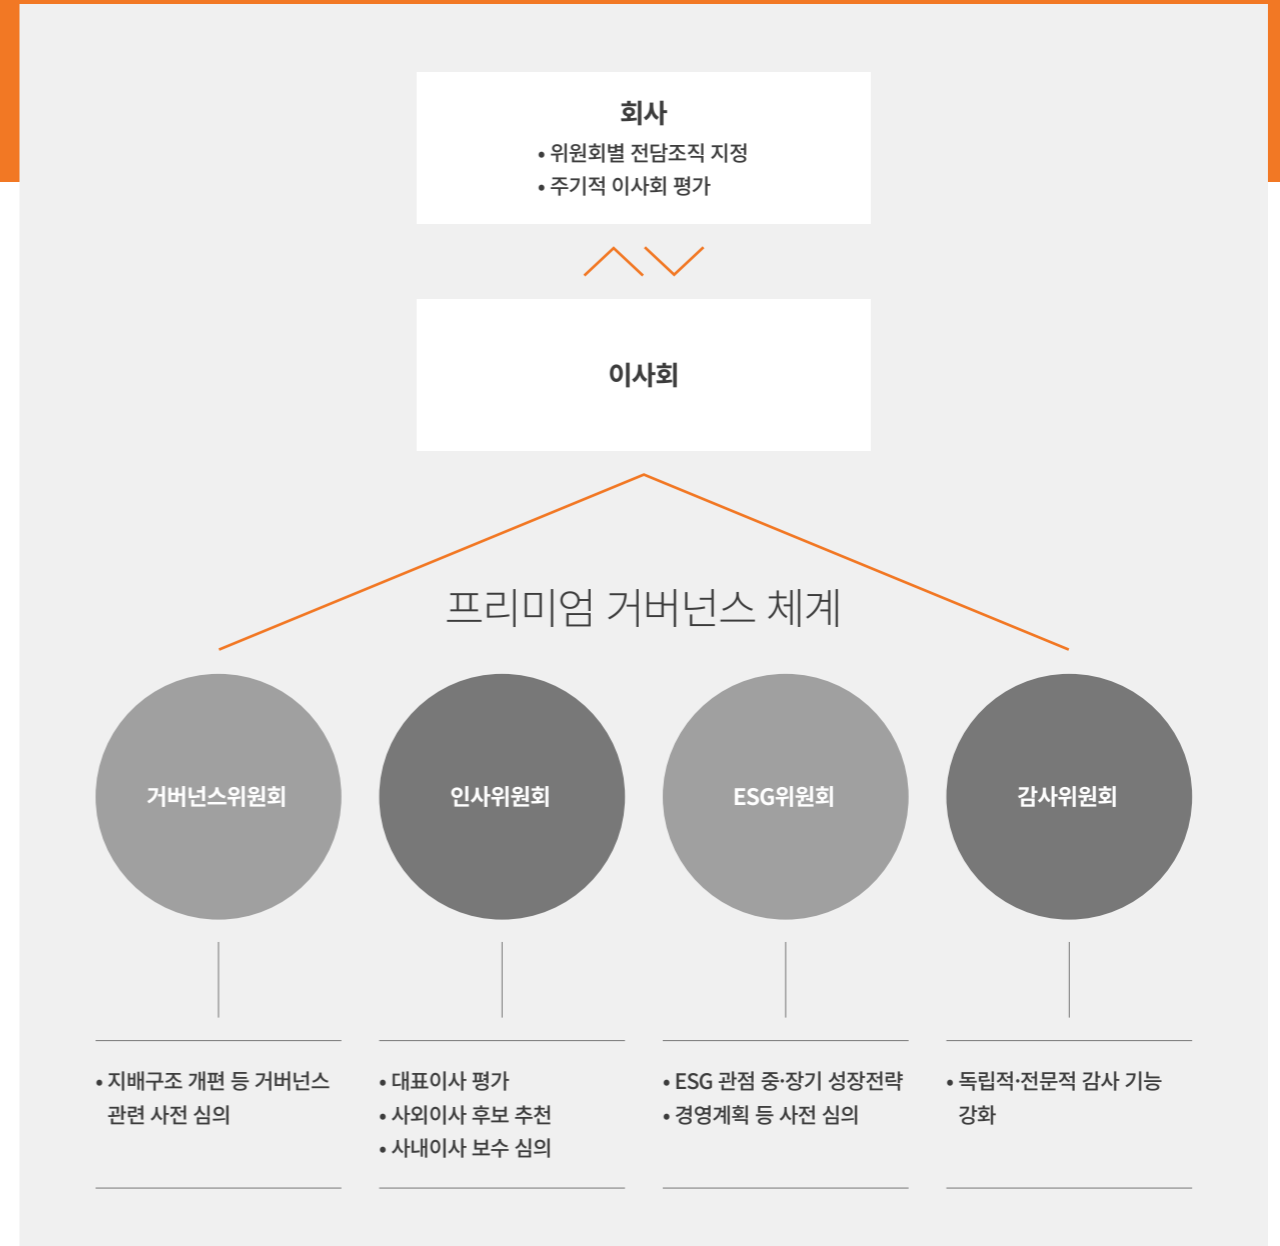 회사
• 위원회별 전담조직 지정
• 주기적 이사회 평가
이사회
프리미엄 거버넌스 체계
거버넌스위원회
인사위원회
ESG위원회
감사위원회
• 지배구조 개편 등 거버넌스
관련 사전 심의
• 대표이사 평가
• 사외이사 후보 추천
• 사내이사 보수 심의
• ESG 관점 중·장기 성장전략
• 경영계획 등 사전 심의
• 독립적·전문적 감사 기능
강화